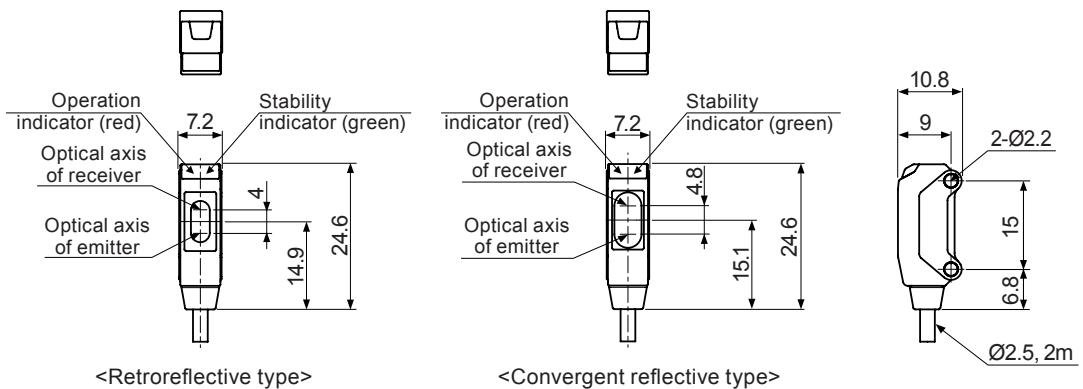 Operation
indicator (red)
7.2
Stability
indicator (green)
Optical axis
of receiver
Optical axis
of emitter
4
14.9
24.6
<Retroreflective type>
Operation
indicator (red)
7.2
Stability
indicator (green)
Optical axis
of receiver
Optical axis
of emitter
4.8
15.1
24.6
<Convergent reflective type>
10.8
9
2-Ø2.2
15
6.8
Ø2.5, 2m